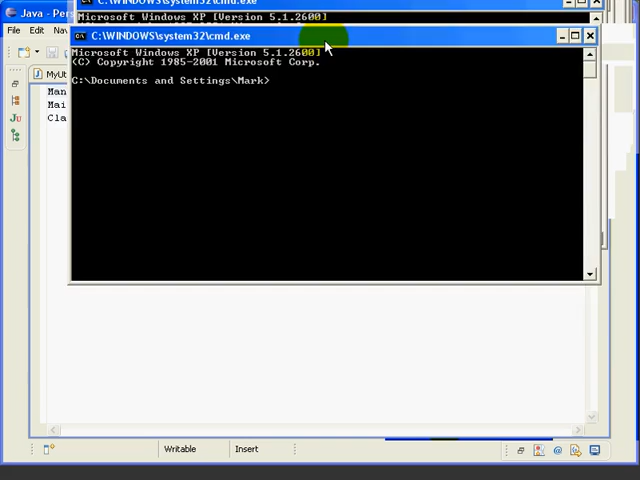 C:\WINDOWS\system32\cmd.exe
Microsoft Windows XP [Version 5.1.2600]
Java - Pers
C:\WINDOWS\system32\cmd.exe
File Edit Na
Microsoft Windows XP [Version 5.1.2600]
(C) Copyright 1985-2001 Microsoft Corp.
MyUt
C:\Documents and Settings\Mark>
Man
Mai
Ju
Cla
Writable Insert